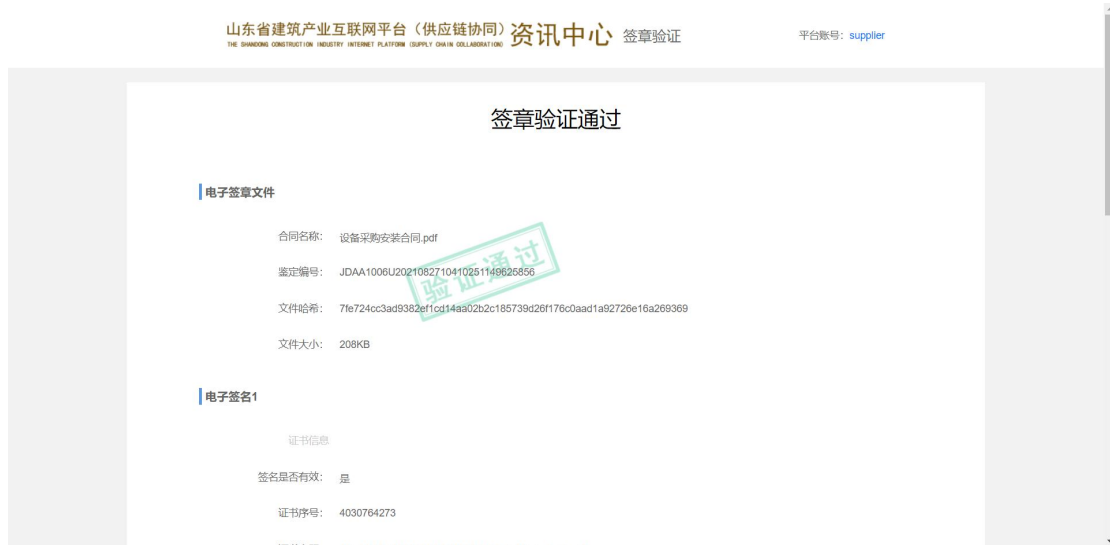 山东省建筑产业互联网平台（供应链协同）资讯中心 签章验证
THE SHANDONG CONSTRUCTION INDUSTRY INTERNET PLATFORM (SUPPLY CHAIN COLLABORATION)
平台账号：supplier
签章验证通过
电子签章文件
合同名称： 设备采购安装合同.pdf
鉴定编号： JDAA1006U2021082710410251149625856
验证通过
文件哈希： 7fe724cc3ad9382ef1cd14aa02b2c185739d26f176c0aad1a92726e16a269369
文件大小： 208KB
电子签名1
证书信息
签名是否有效： 是
证书序号： 4030764273